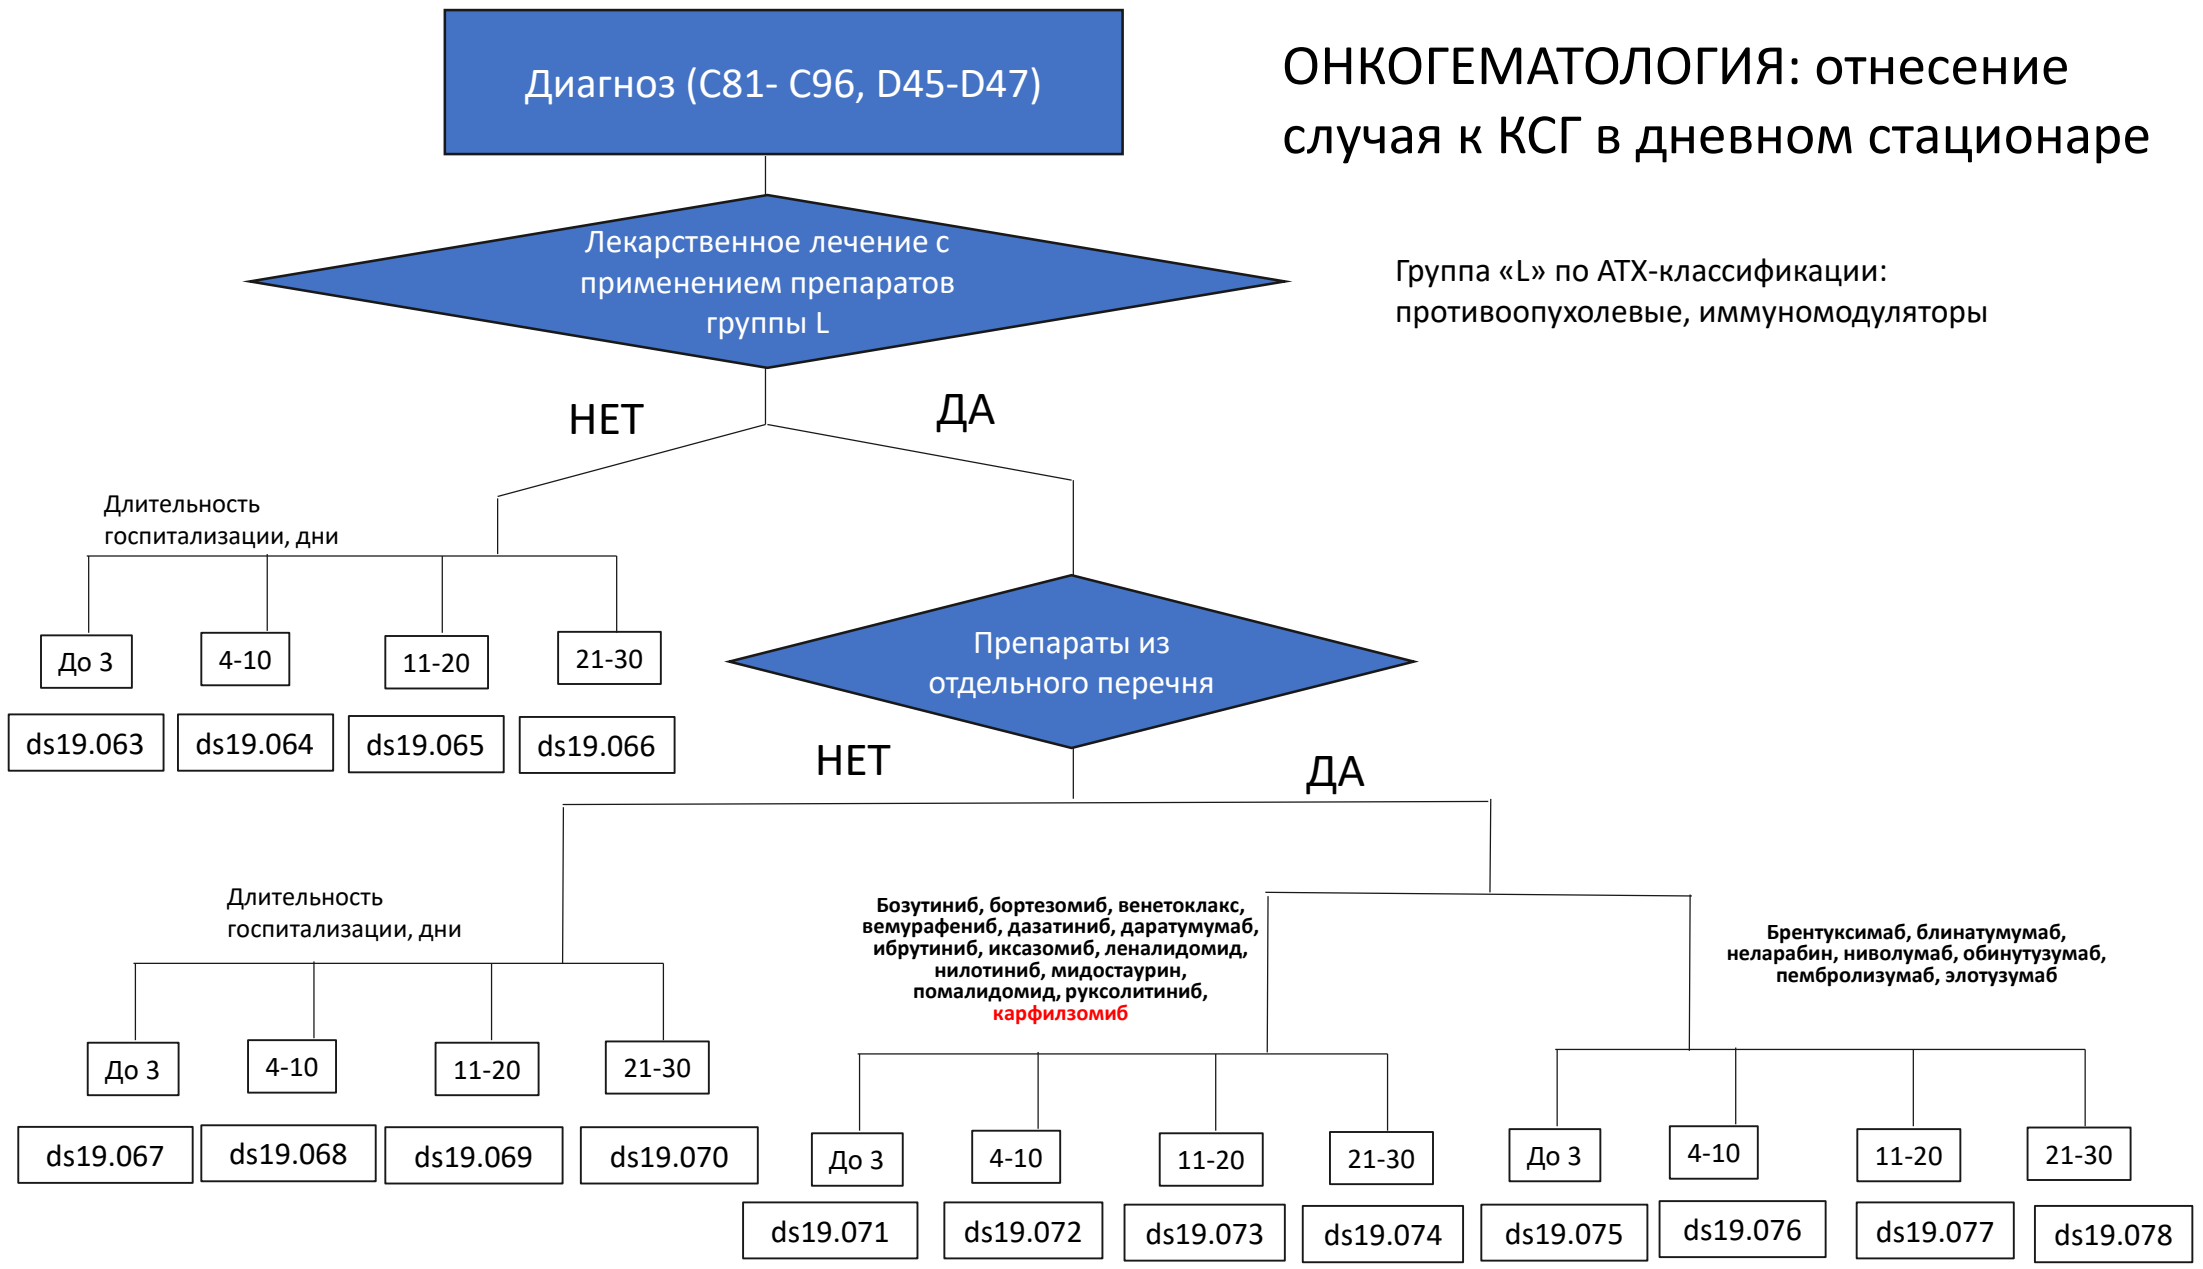 Диагноз (C81- C96, D45-D47)
ОНКОГЕМАТОЛОГИЯ: отнесение
случая к КСГ в дневном стационаре
Лекарственное лечение с
применением препаратов
группы L
Группа «L» по АТХ-классификации:
противоопухолевые, иммуномодуляторы
НЕТ
ДА
Длительность
госпитализации, дни
До 3
4-10
11-20
21-30
ds19.063
ds19.064
ds19.065
ds19.066
Препараты из
отдельного перечня
НЕТ
ДА
Длительность
госпитализации, дни
До 3
4-10
11-20
21-30
ds19.067
ds19.068
ds19.069
ds19.070
Бозутиниб, бортезомиб, венетоклакс,
вемурафениб, дазатиниб, даратумумаб,
ибрутиниб, иксазомиб, леналидомид,
нилотиниб, мидостаурин,
помалидомид, руксолитиниб,
карфилзомиб
До 3
4-10
11-20
21-30
ds19.071
ds19.072
ds19.073
ds19.074
Брентуксимаб, блинатумумаб,
неларабин, ниволумаб, обинутузумаб,
пембролизумаб, элотузумаб
До 3
4-10
11-20
21-30
ds19.075
ds19.076
ds19.077
ds19.078